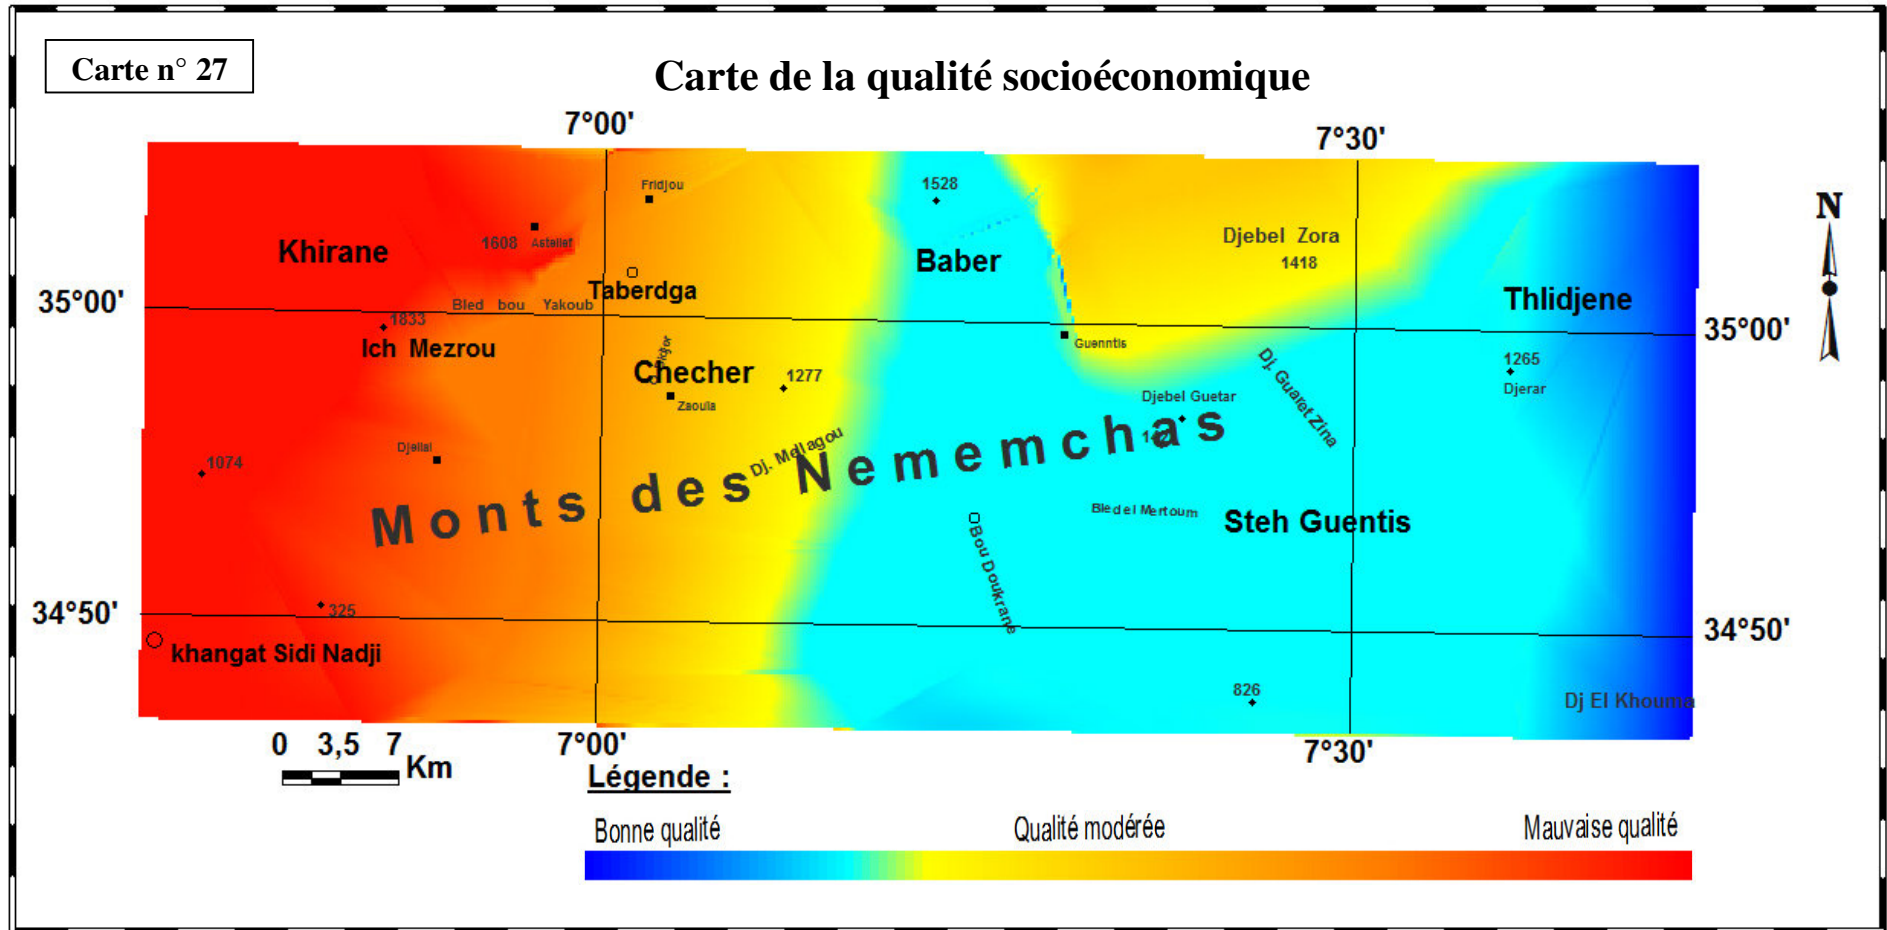 Carte n° 27
Carte de la qualité socioéconomique
7°00'
7°30'
N
Fridjou
1528
1608 Astelief
Khirane
Djebel Zora
1418
Baber
Taberdga
35°00'
Bled bou Yakoub
Thlidjene
1833
35°00'
Ich Mezrou
Guenntis
Checher
1277
Zaouia
1265
Djerar
Dj. Guaret Zina
Djebel Guetar
Djellal
Dj. Mellagou
1074
Monts des Nememchas
Bled el Mertoum
Steh Guentis
Bou Doukrane
325
34°50'
34°50'
khangat Sidi Nadji
826
Dj El Khouma
0 3,5 7
Km
7°00'
7°30'
Légende :
Bonne qualité
Qualité modérée
Mauvaise qualité